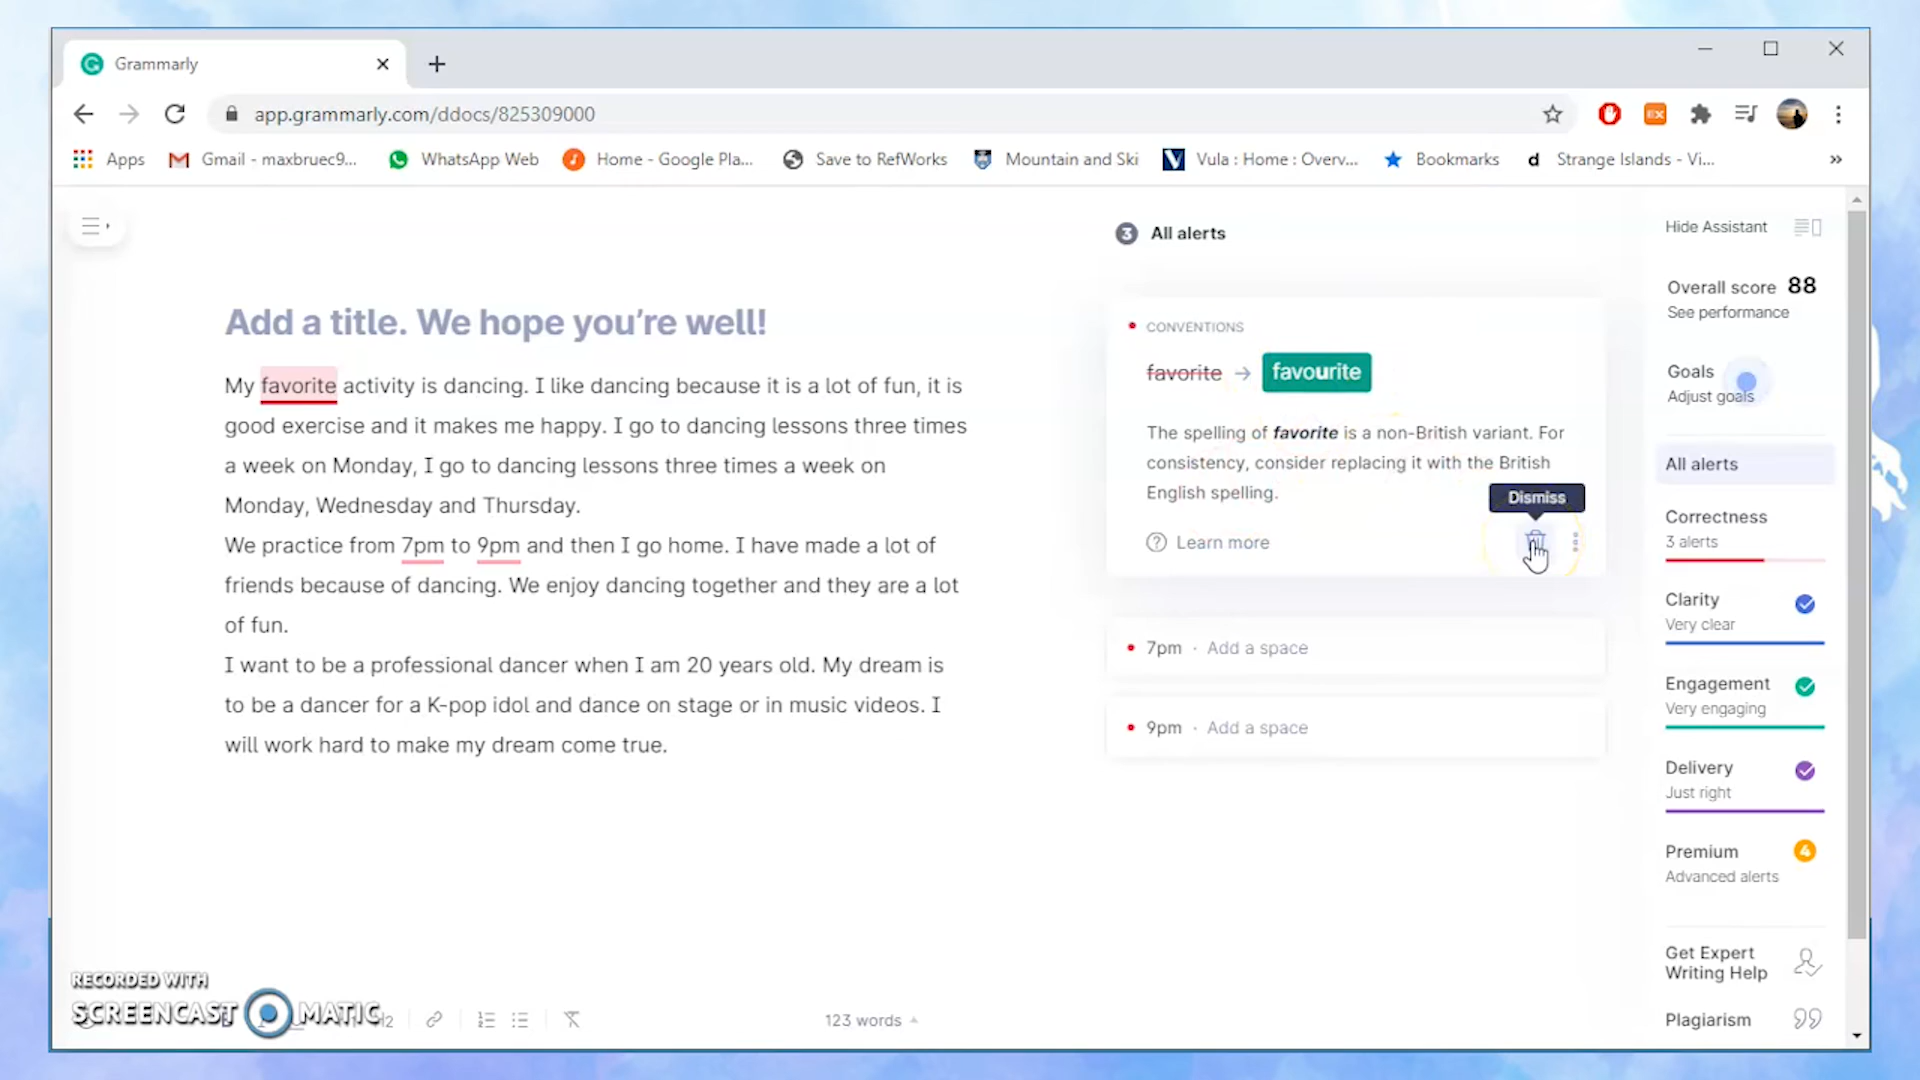 Grammarly
app.grammarly.com/ddocs/825309000
Apps
Gmail - maxbruec9...
WhatsApp Web
Home - Google Pla...
Save to RefWorks
Mountain and Ski
Vula : Home : Overv...
Bookmarks
Strange Islands - Vi...
»
Add a title. We hope you're well!
My favorite activity is dancing. I like dancing because it is a lot of fun, it is
good exercise and it makes me happy. I go to dancing lessons three times
a week on Monday, I go to dancing lessons three times a week on
Monday, Wednesday and Thursday.
We practice from 7pm to 9pm and then I go home. I have made a lot of
friends because of dancing. We enjoy dancing together and they are a lot
of fun.
I want to be a professional dancer when I am 20 years old. My dream is
to be a dancer for a K-pop idol and dance on stage or in music videos. I
will work hard to make my dream come true.
3 All alerts
CONVENTIONS
favorite → favourite
The spelling of favorite is a non-British variant. For
consistency, consider replacing it with the British
English spelling.
Dismiss
Learn more
7pm · Add a space
9pm · Add a space
Hide Assistant
Overall score 88
See performance
Goals
Adjust goals
All alerts
Correctness
3 alerts
Clarity
Very clear
Engagement
Very engaging
Delivery
Just right
Premium 4
Advanced alerts
Get Expert
Writing Help
Plagiarism
RECORDED WITH
SCREENCAST MATIC
H2
123 words